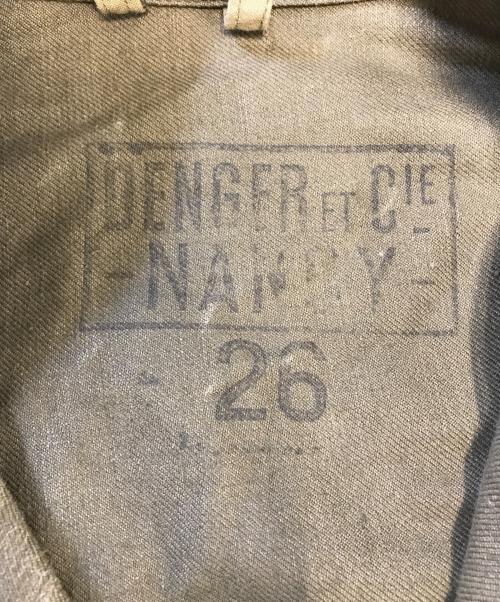 DENGER ET CIE
- NANCY -
26